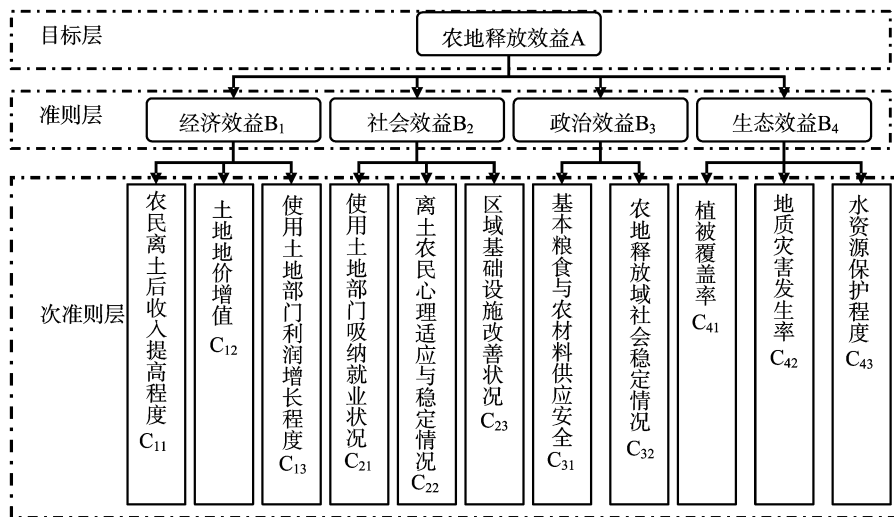 目标层
农地释放效益A
准则层
经济效益B₁
社会效益B₂
政治效益B₃
生态效益B₄
次准则层
农民离土后收入提高程度C₁₁
土地地价增值C₁₂
使用土地部门利润增长程度C₁₃
使用土地部门吸纳就业状况C₂₁
离土农民心理适应与稳定情况C₂₂
区域基础设施改善状况C₂₃
基本粮食与农材料供应安全C₃₁
农地释放域社会稳定情况C₃₂
植被覆盖率C₄₁
地质灾害发生率C₄₂
水资源保护程度C₄₃